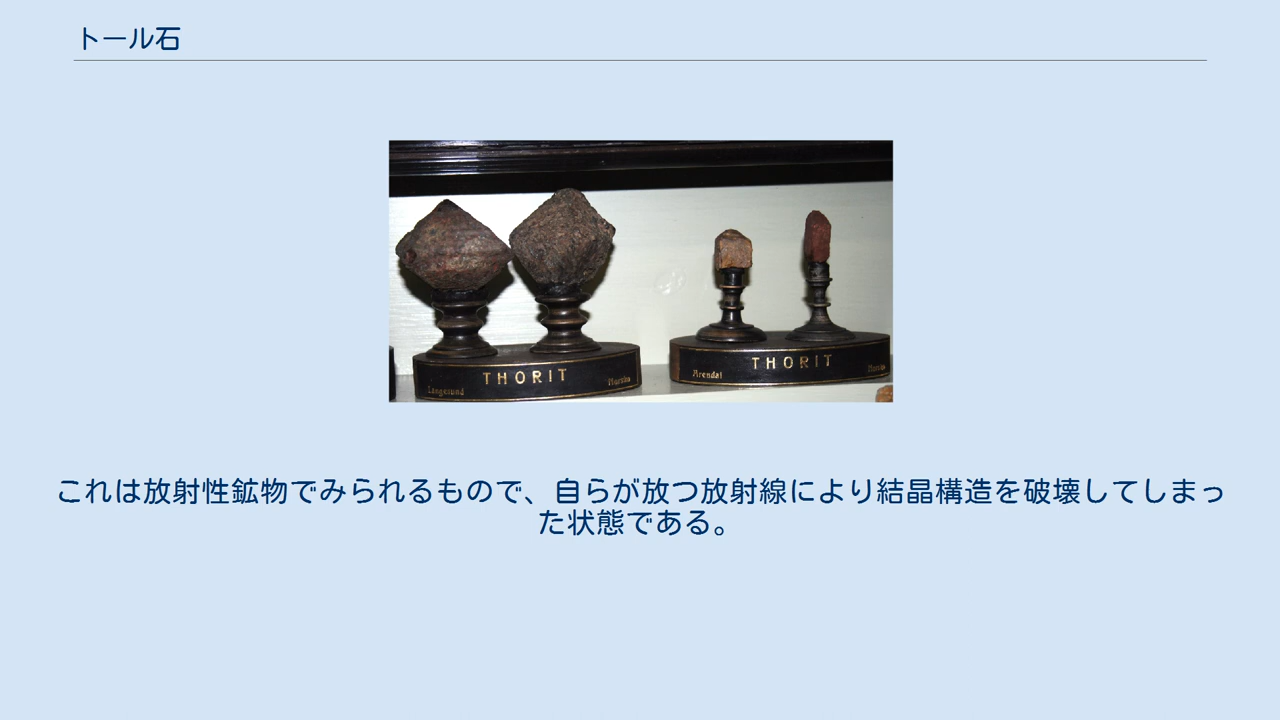 トール石
THORIT
Langesund
THORIT
Arendal
これは放射性鉱物でみられるもので、自らが放つ放射線により結晶構造を破壊してしまっ
た状態である。